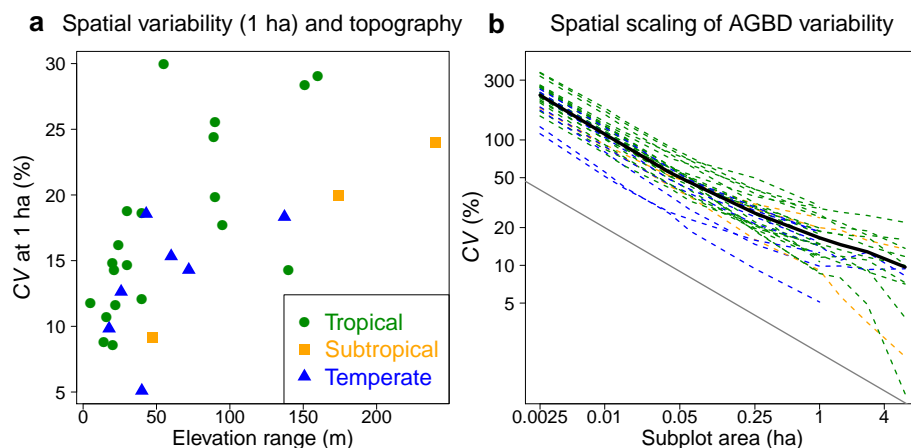 a Spatial variability (1 ha) and topography
CV at 1 ha (%)
30
25
20
15
10
5
0
50
100
150
200
Elevation range (m)
Tropical
Subtropical
Temperate
b Spatial scaling of AGBD variability
CV (%)
300
100
50
20
10
5
0.0025
0.01
0.05
0.25
1
4
Subplot area (ha)